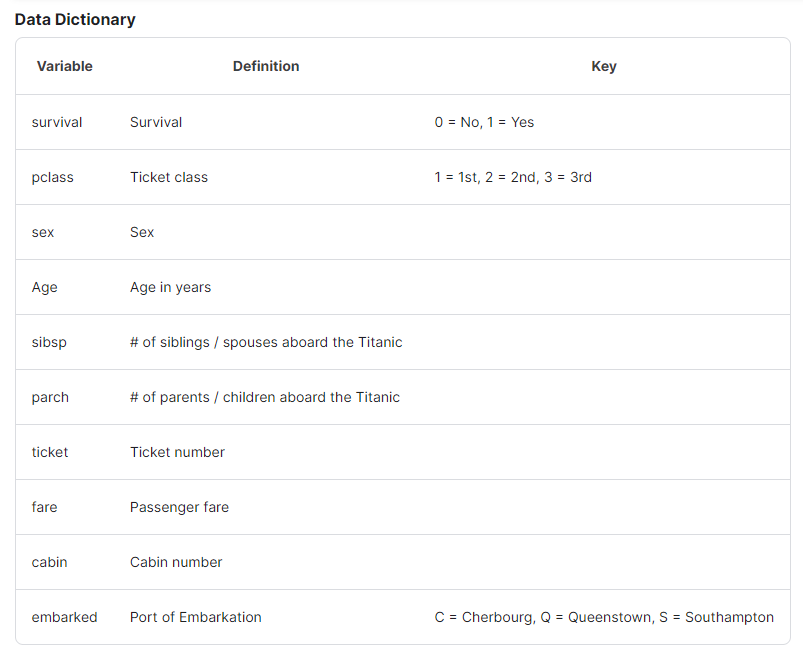 Data Dictionary
Variable Definition Key
survival Survival 0 = No, 1 = Yes
pclass Ticket class 1 = 1st, 2 = 2nd, 3 = 3rd
sex Sex
Age Age in years
sibsp # of siblings / spouses aboard the Titanic
parch # of parents / children aboard the Titanic
ticket Ticket number
fare Passenger fare
cabin Cabin number
embarked Port of Embarkation C = Cherbourg, Q = Queenstown, S = Southampton